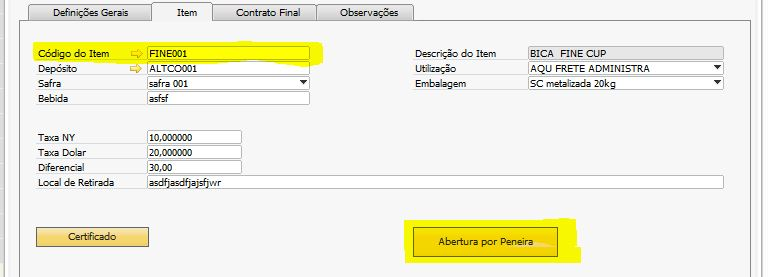 Definições Gerais Item Contrato Final Observações
Código do Item FINE001 Descrição do Item BICA FINE CUP
Depósito ALTCO001 Utilização AQU FRETE ADMINISTRA
Safra safra 001 Embalagem SC metalizada 20kg
Bebida asfsf
Taxa NY 10,000000
Taxa Dolar 20,000000
Diferencial 30,00
Local de Retirada asdfjasdfjajsfjwr
Certificado Abertura por Peneira